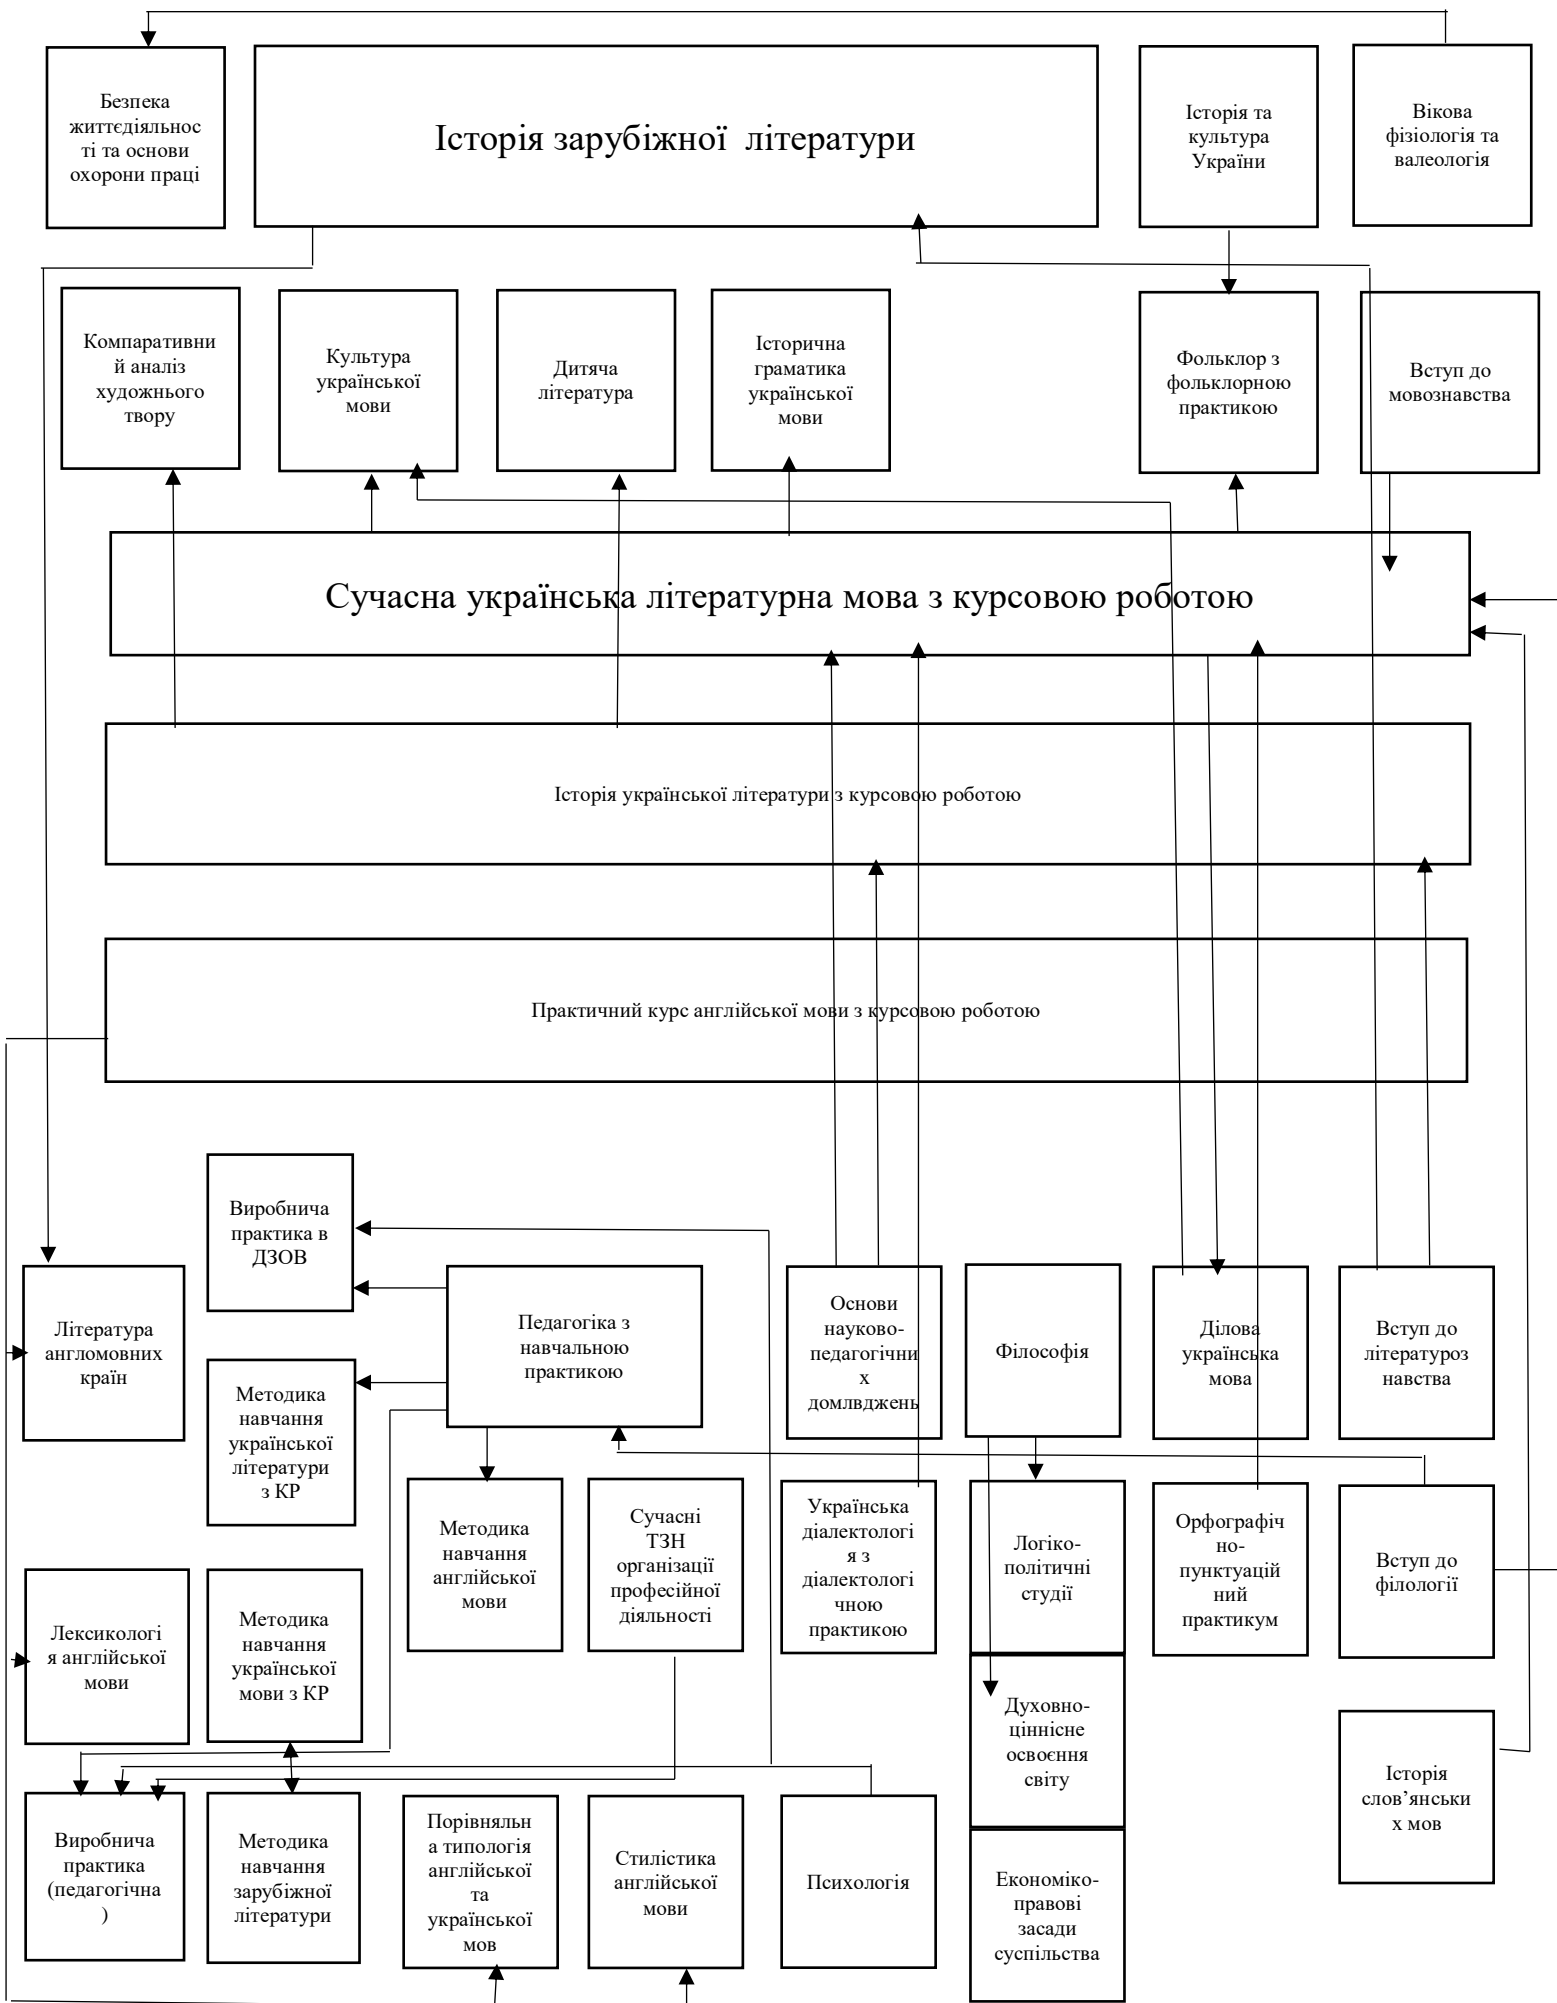 Безпека
життєдіяльнос
ті та основи
охорони праці
Історія зарубіжної літератури
Історія та
культура
України
Вікова
фізіологія та
валеологія
Компаративни
й аналіз
художнього
твору
Культура
української
мови
Дитяча
література
Історична
граматика
української
мови
Фольклор з
фольклорною
практикою
Вступ до
мовознавства
Сучасна українська літературна мова з курсовою роботою
Історія української літератури з курсовою роботою
Практичний курс англійської мови з курсовою роботою
Виробнича
практика в
ДЗОВ
Література
англомовних
країн
Педагогіка з
навчальною
практикою
Основи
науково-
педагогічни
х
домлвджень
Філософія
Ділова
українська
мова
Вступ до
літературоз
навства
Методика
навчання
української
літератури
з КР
Методика
навчання
англійської
мови
Сучасні
ТЗН
організації
професійної
діяльності
Українська
діалектологі
я з
діалектологі
чною
практикою
Логіко-
політичні
студії
Орфографіч
но-
пунктуацій
ний
практикум
Вступ до
філології
Лексикологі
я англійської
мови
Методика
навчання
української
мови з КР
Духовно-
ціннісне
освоєння
світу
Історія
слов’янськи
х мов
Виробнича
практика
(педагогічна
)
Методика
навчання
зарубіжної
літератури
Порівняльн
а типологія
англійської
та
української
мов
Стилістика
англійської
мови
Психологія
Економіко-
правові
засади
суспільства